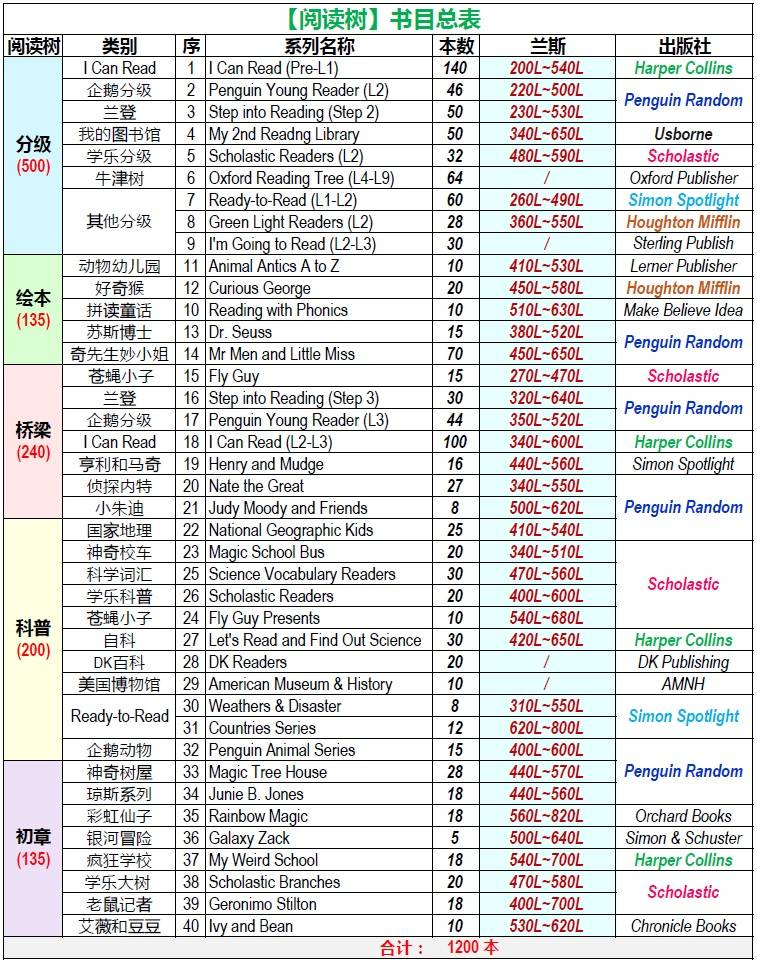 【阅读树】书目总表
阅读树 类别 序 系列名称 本数 兰斯 出版社
分级 (500)
I Can Read 1 I Can Read (Pre-L1) 140 200L~540L Harper Collins
企鹅分级 2 Penguin Young Reader (L2) 46 220L~500L Penguin Random
兰登 3 Step into Reading (Step 2) 50 230L~530L
我的图书馆 4 My 2nd Readng Library 50 340L~650L Usborne
学乐分级 5 Scholastic Readers (L2) 32 480L~590L Scholastic
牛津树 6 Oxford Reading Tree (L4-L9) 64 / Oxford Publisher
其他分级 7 Ready-to-Read (L1-L2) 60 260L~490L Simon Spotlight
8 Green Light Readers (L2) 28 360L~550L Houghton Mifflin
9 I'm Going to Read (L2-L3) 30 / Sterling Publish
绘本 (135)
动物幼儿园 11 Animal Antics A to Z 10 410L~530L Lerner Publisher
好奇猴 12 Curious George 20 450L~580L Houghton Mifflin
拼读童话 10 Reading with Phonics 10 510L~630L Make Believe Idea
苏斯博士 13 Dr. Seuss 15 380L~520L Penguin Random
奇先生妙小姐 14 Mr Men and Little Miss 70 450L~650L
桥梁 (240)
苍蝇小子 15 Fly Guy 15 270L~470L Scholastic
兰登 16 Step into Reading (Step 3) 30 320L~640L Penguin Random
企鹅分级 17 Penguin Young Reader (L3) 44 350L~520L
I Can Read 18 I Can Read (L2-L3) 100 340L~600L Harper Collins
亨利和马奇 19 Henry and Mudge 16 440L~560L Simon Spotlight
侦探内特 20 Nate the Great 27 340L~550L Penguin Random
小朱迪 21 Judy Moody and Friends 8 500L~620L
科普 (200)
国家地理 22 National Geographic Kids 25 410L~540L
神奇校车 23 Magic School Bus 20 340L~510L Scholastic
科学词汇 25 Science Vocabulary Readers 30 470L~560L
学乐科普 26 Scholastic Readers 20 400L~600L
苍蝇小子 24 Fly Guy Presents 10 540L~680L
自科 27 Let's Read and Find Out Science 30 420L~650L Harper Collins
DK百科 28 DK Readers 20 / DK Publishing
美国博物馆 29 American Museum & History 10 / AMNH
Ready-to-Read 30 Weathers & Disaster 8 310L~550L Simon Spotlight
31 Countries Series 12 620L~800L
企鹅动物 32 Penguin Animal Series 15 400L~600L Penguin Random
初章 (135)
神奇树屋 33 Magic Tree House 28 440L~570L
琼斯系列 34 Junie B. Jones 18 440L~560L
彩虹仙子 35 Rainbow Magic 18 560L~820L Orchard Books
银河冒险 36 Galaxy Zack 5 500L~640L Simon & Schuster
疯狂学校 37 My Weird School 18 540L~700L Harper Collins
学乐大树 38 Scholastic Branches 20 470L~580L Scholastic
老鼠记者 39 Geronimo Stilton 18 400L~700L
艾薇和豆豆 40 Ivy and Bean 10 530L~620L Chronicle Books
合计： 1200 本